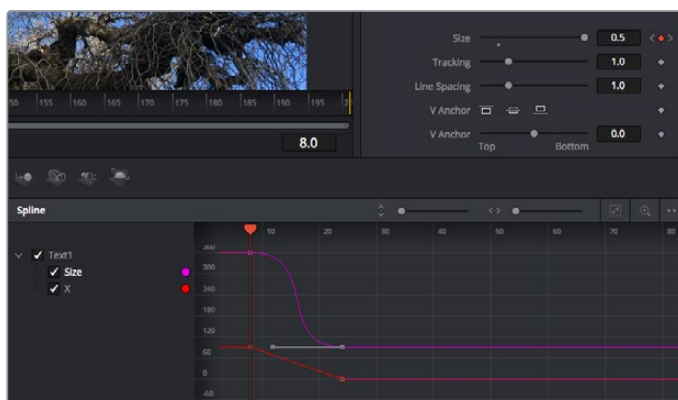 Size 0.5
Tracking 1.0
Line Spacing 1.0
V Anchor
V Anchor 0.0
Top Bottom
50 155 160 165 170 175 180 185 190 195 2
8.0
Spline
10 20 30 40 50 60 70 80
Text1
Size
X
360
300
240
180
120
60
0
-60